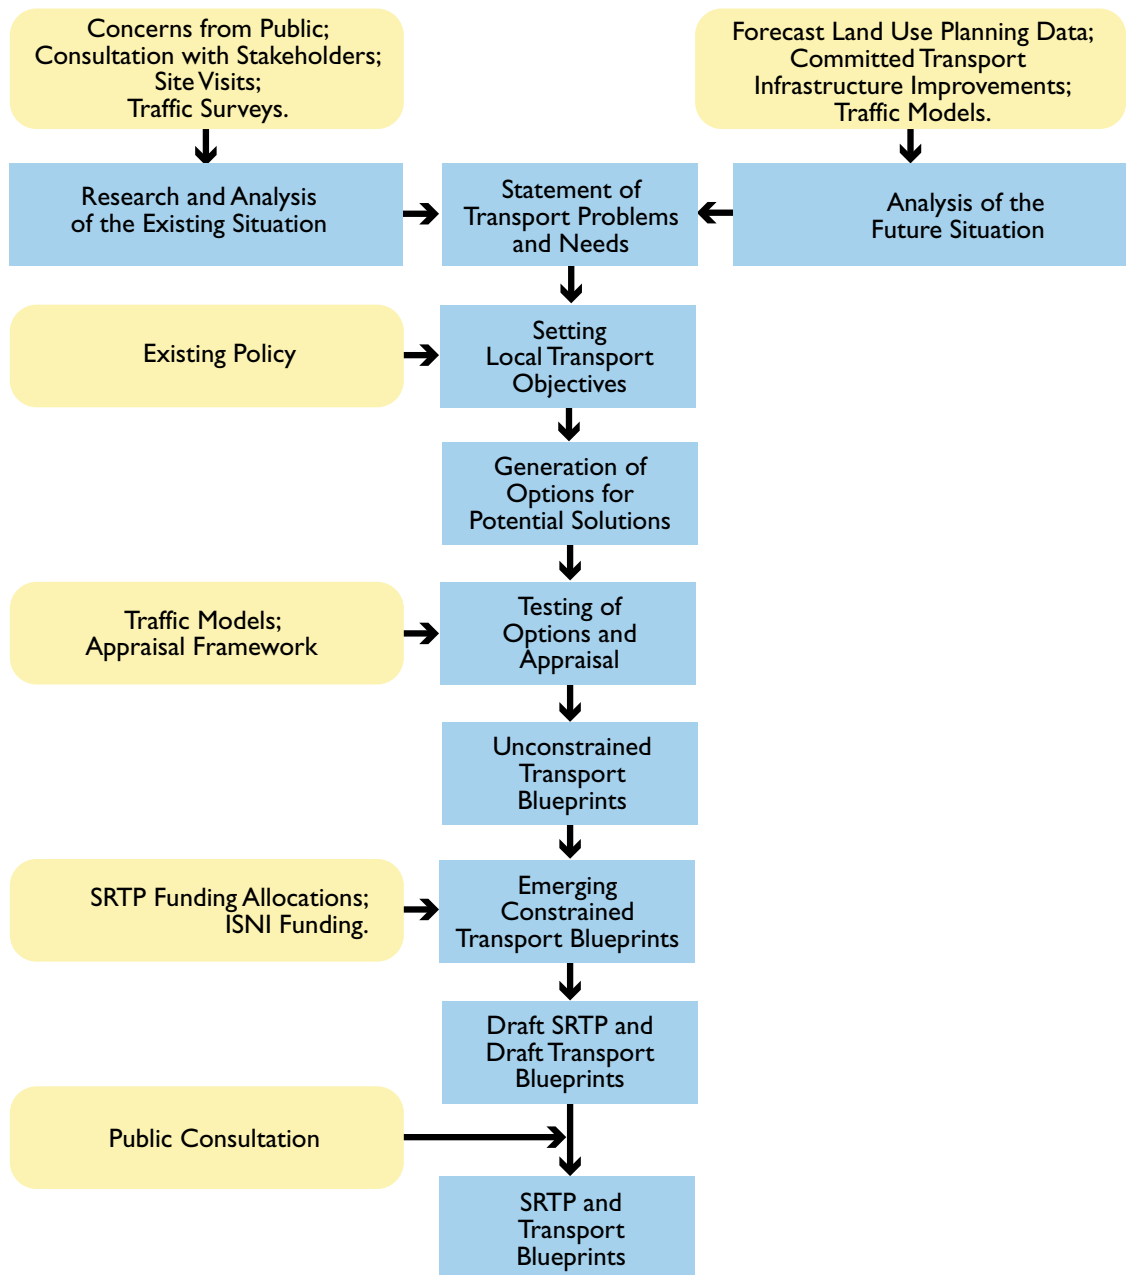 Concerns from Public;
Consultation with Stakeholders;
Site Visits;
Traffic Surveys.
Forecast Land Use Planning Data;
Committed Transport
Infrastructure Improvements;
Traffic Models.
Research and Analysis
of the Existing Situation
Statement of
Transport Problems
and Needs
Analysis of the
Future Situation
Existing Policy
Setting
Local Transport
Objectives
Generation of
Options for
Potential Solutions
Traffic Models;
Appraisal Framework
Testing of
Options and
Appraisal
Unconstrained
Transport
Blueprints
SRTP Funding Allocations;
ISNI Funding.
Emerging
Constrained
Transport Blueprints
Draft SRTP and
Draft Transport
Blueprints
Public Consultation
SRTP and
Transport
Blueprints